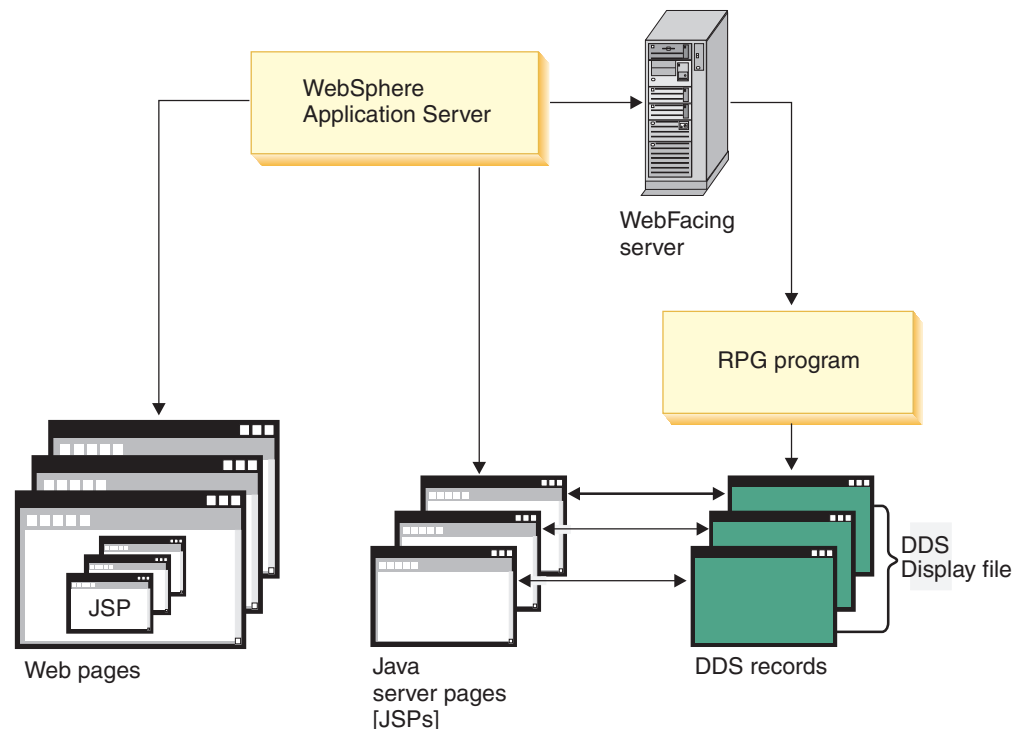 WebSphere
Application Server
WebFacing
server
RPG program
DDS
Display file
JSP
Web pages
Java
server pages
[JSPs]
DDS records